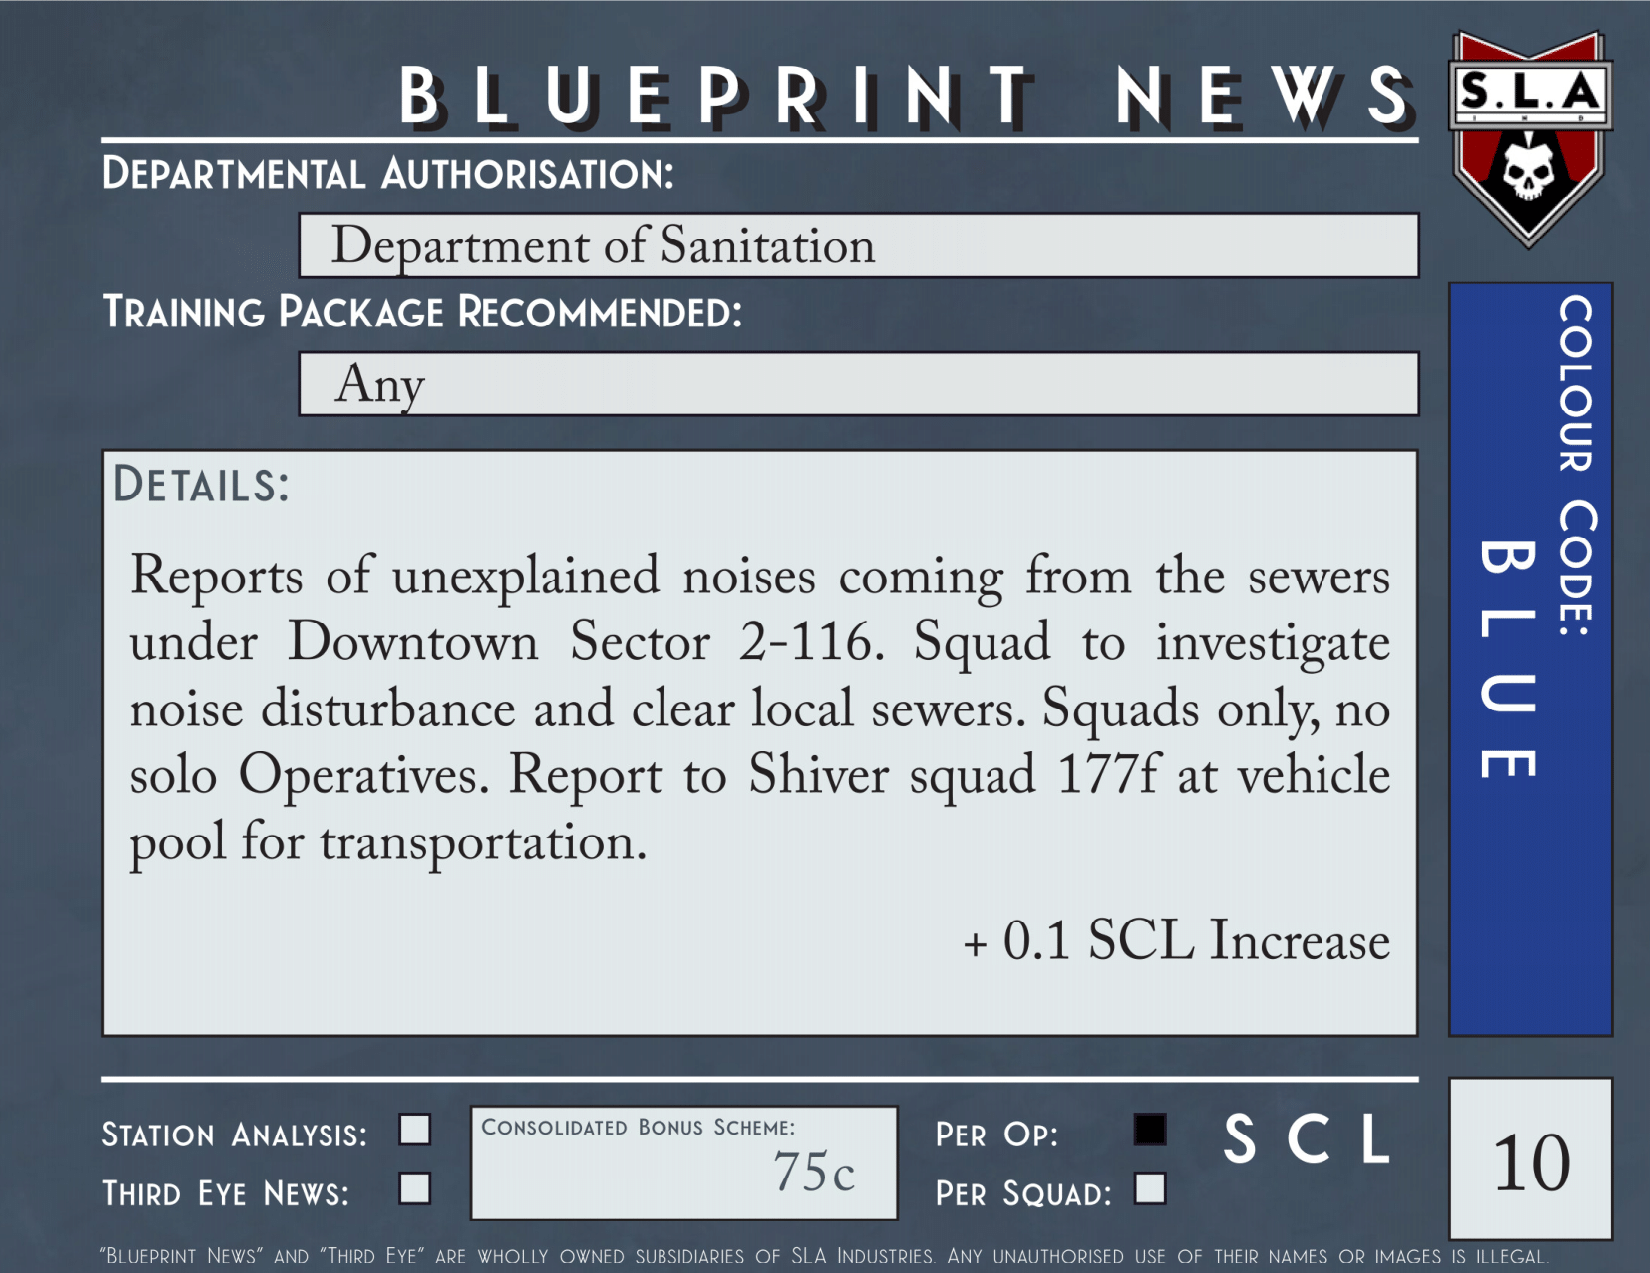 BLUEPRINT NEWS
S.L.A
IND
DEPARTMENTAL AUTHORISATION:
Department of Sanitation
TRAINING PACKAGE RECOMMENDED:
Any
COLOUR CODE:
BLUE
DETAILS:
Reports of unexplained noises coming from the sewers
under Downtown Sector 2-116. Squad to investigate
noise disturbance and clear local sewers. Squads only, no
solo Operatives. Report to Shiver squad 177f at vehicle
pool for transportation.
+ 0.1 SCL Increase
STATION ANALYSIS:
THIRD EYE NEWS:
CONSOLIDATED BONUS SCHEME:
75c
PER OP:
PER SQUAD:
SCL
10
"BLUEPRINT NEWS" AND "THIRD EYE" ARE WHOLLY OWNED SUBSIDIARIES OF SLA INDUSTRIES. ANY UNAUTHORISED USE OF THEIR NAMES OR IMAGES IS ILLEGAL.